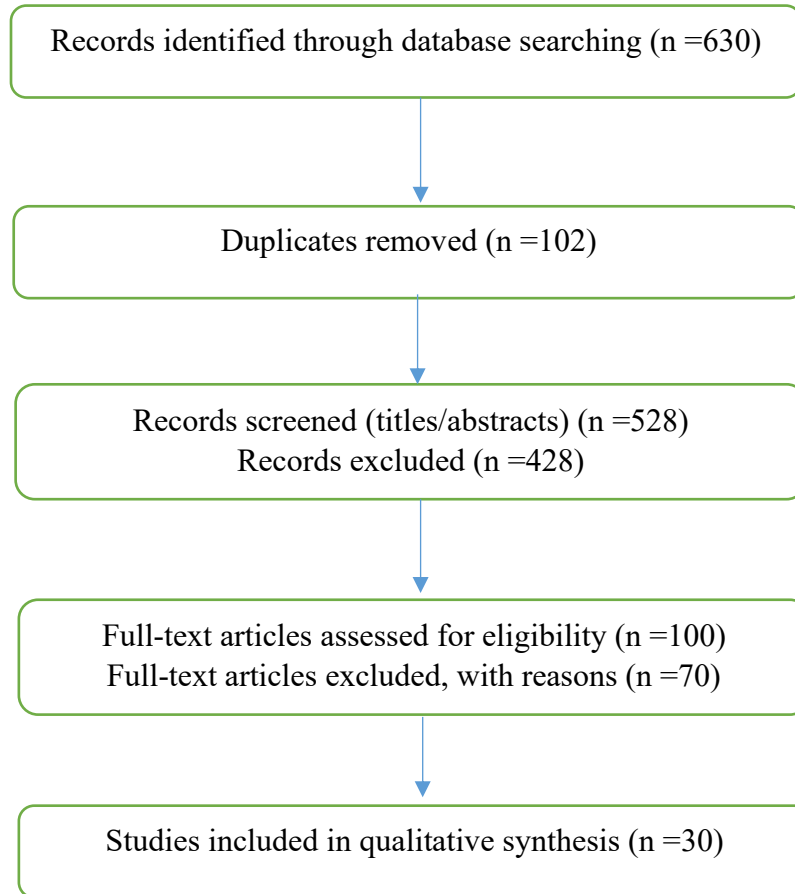 Records identified through database searching (n =630)
Duplicates removed (n =102)
Records screened (titles/abstracts) (n =528)
Records excluded (n =428)
Full-text articles assessed for eligibility (n =100)
Full-text articles excluded, with reasons (n =70)
Studies included in qualitative synthesis (n =30)